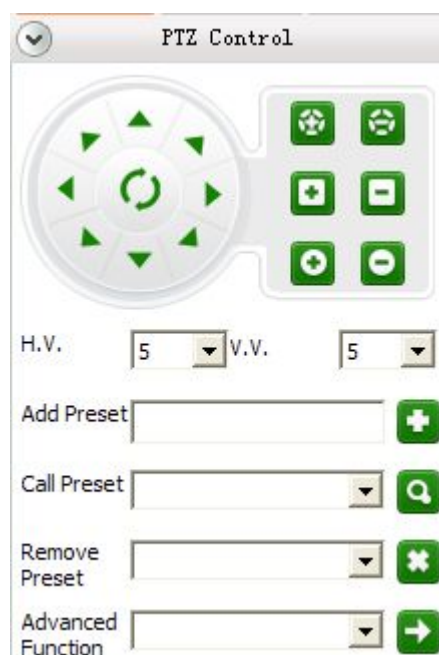 PTZ Control
H.V. 5 V.V. 5
Add Preset
Call Preset
Remove
Preset
Advanced
Function